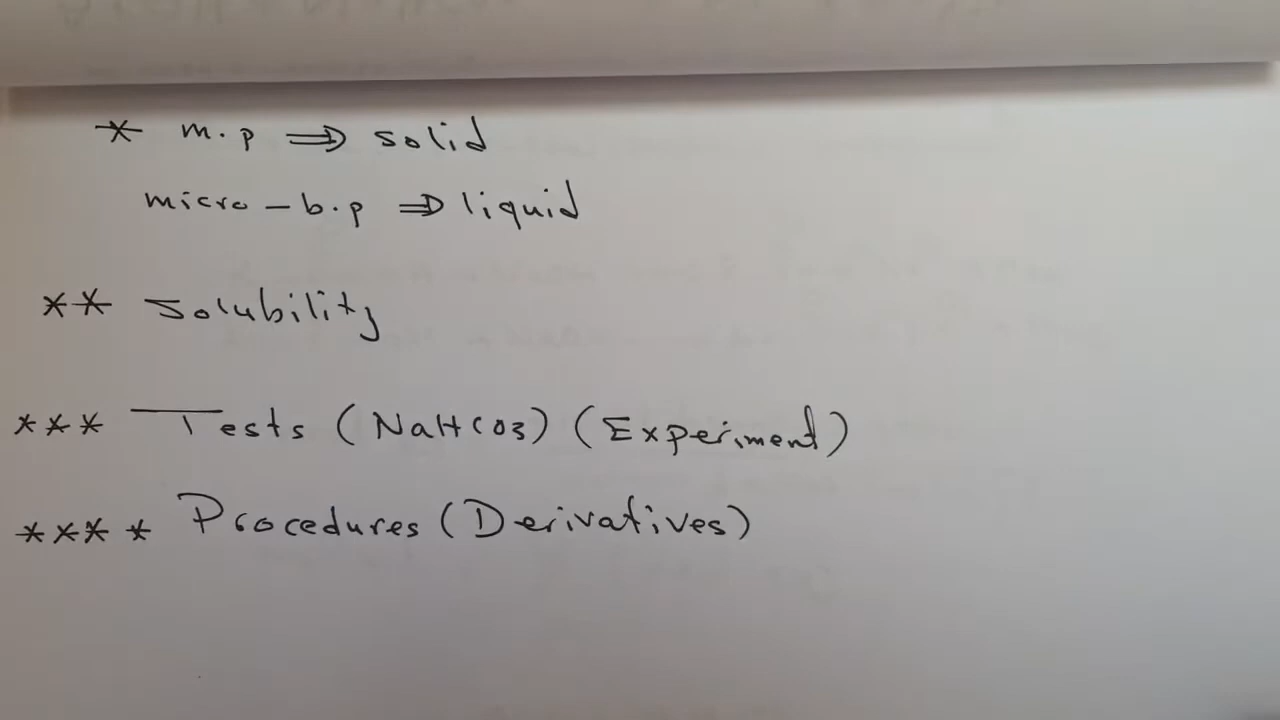 * m.p ⇒ solid
micro-b.p ⇒ liquid
** Solubility
*** Tests (NaHCO3) (Experiment)
**** Procedures (Derivatives)